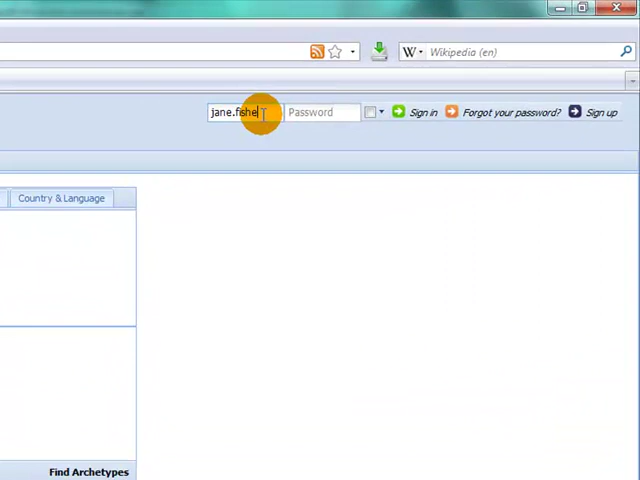 W Wikipedia (en)
jane.fishe Password Sign in Forgot your password? Sign up
Country & Language
Find Archetypes